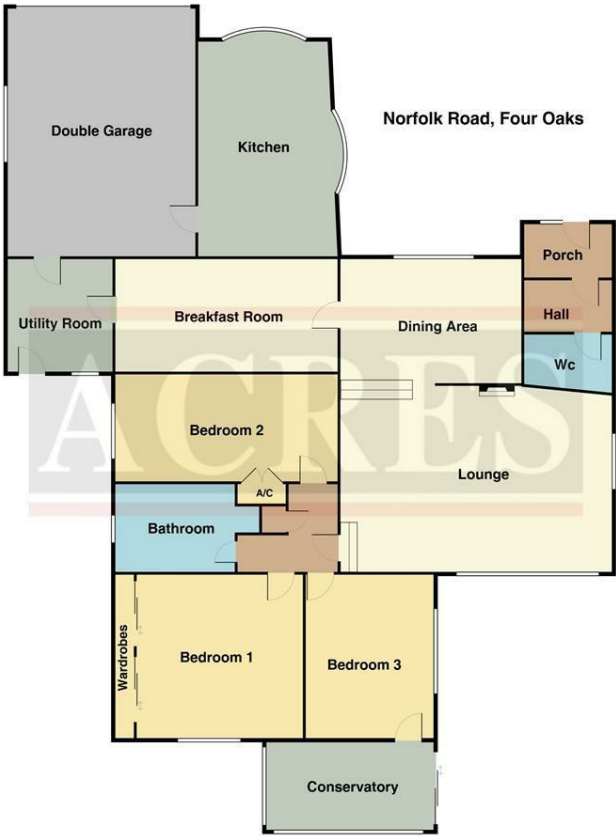 Double Garage
Kitchen
Norfolk Road, Four Oaks
Porch
Hall
Utility Room
Breakfast Room
Dining Area
Wc
ACRES
Bedroom 2
Lounge
A/C
Bathroom
Wardrobes
Bedroom 1
Bedroom 3
Conservatory